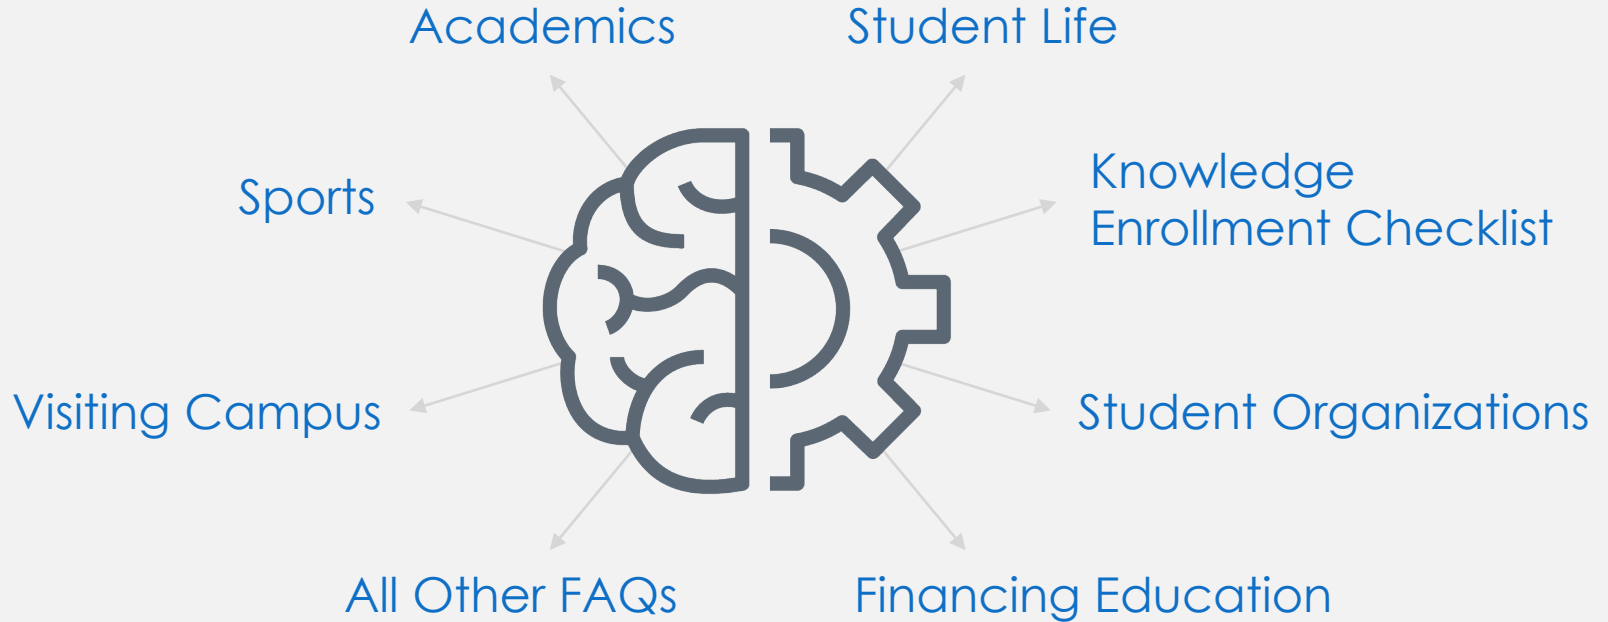 Academics
Student Life
Sports
Knowledge
Enrollment Checklist
Visiting Campus
Student Organizations
All Other FAQs
Financing Education